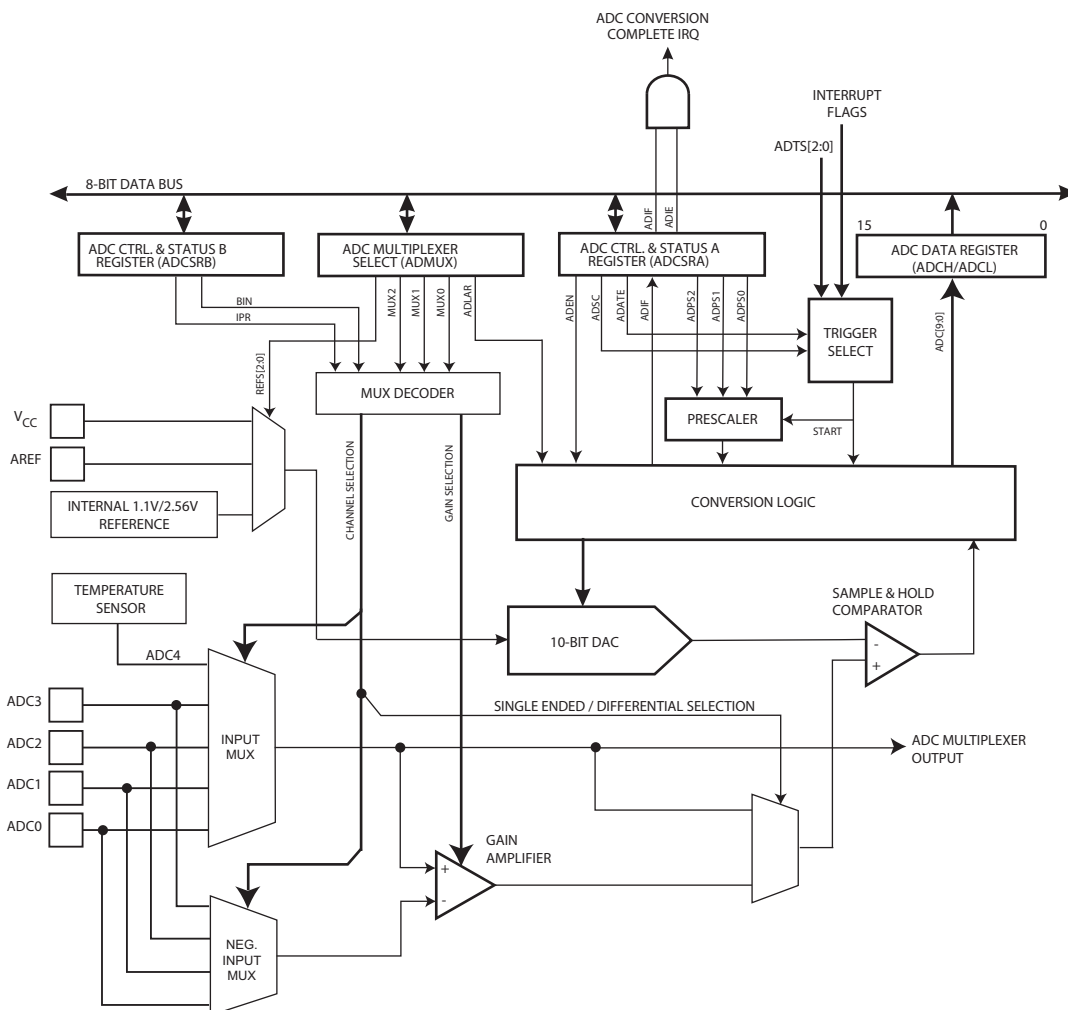 ADC CONVERSION
COMPLETE IRQ
INTERRUPT
FLAGS
ADTS[2:0]
8-BIT DATA BUS
ADIF
ADIE
15
0
ADC CTRL. & STATUS B
REGISTER (ADCSRB)
ADC MULTIPLEXER
SELECT (ADMUX)
ADC CTRL. & STATUS A
REGISTER (ADCSRA)
ADC DATA REGISTER
(ADCH/ADCL)
BIN
IPR
REFS[2:0]
MUX2
MUX1
MUX0
ADLAR
ADEN
ADSC
ADATE
ADIF
ADPS2
ADPS1
ADPS0
TRIGGER
SELECT
ADC[9:0]
MUX DECODER
PRESCALER
START
VCC
AREF
INTERNAL 1.1V/2.56V
REFERENCE
CHANNEL SELECTION
GAIN SELECTION
CONVERSION LOGIC
TEMPERATURE
SENSOR
ADC4
10-BIT DAC
SAMPLE & HOLD
COMPARATOR
-
+
ADC3
ADC2
ADC1
ADC0
INPUT
MUX
SINGLE ENDED / DIFFERENTIAL SELECTION
ADC MULTIPLEXER
OUTPUT
GAIN
AMPLIFIER
+
-
NEG.
INPUT
MUX